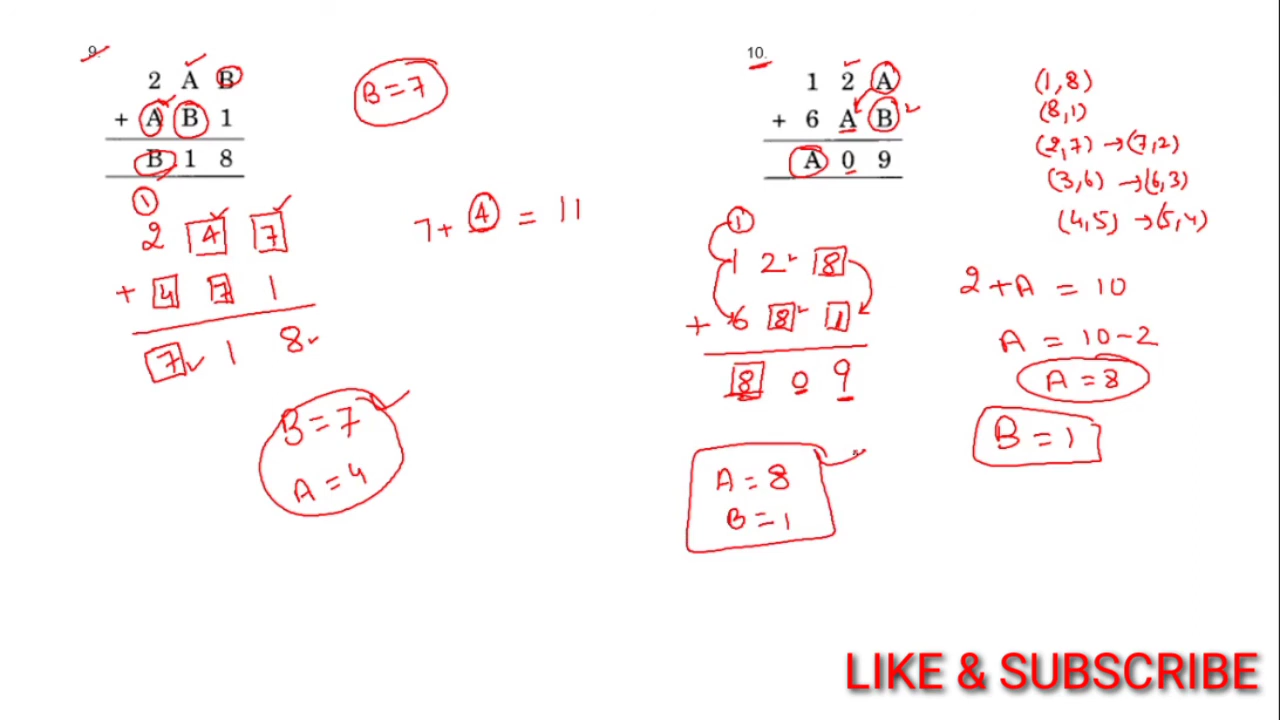 9.
2 A B
+ A B 1
B 1 8
B = 7
1
2 4 7
+ 4 7 1
7 1 8
7 + 4 = 11
B = 7
A = 4
10.
1 2 A
+ 6 A B
A 0 9
1
1 2 8
+ 6 8 1
8 0 9
A = 8
B = 1
(1,8)
(8,1)
(2,7) → (7,2)
(3,6) → (6,3)
(4,5) → (5,4)
2 + A = 10
A = 10 - 2
A = 8
B = 1
LIKE & SUBSCRIBE